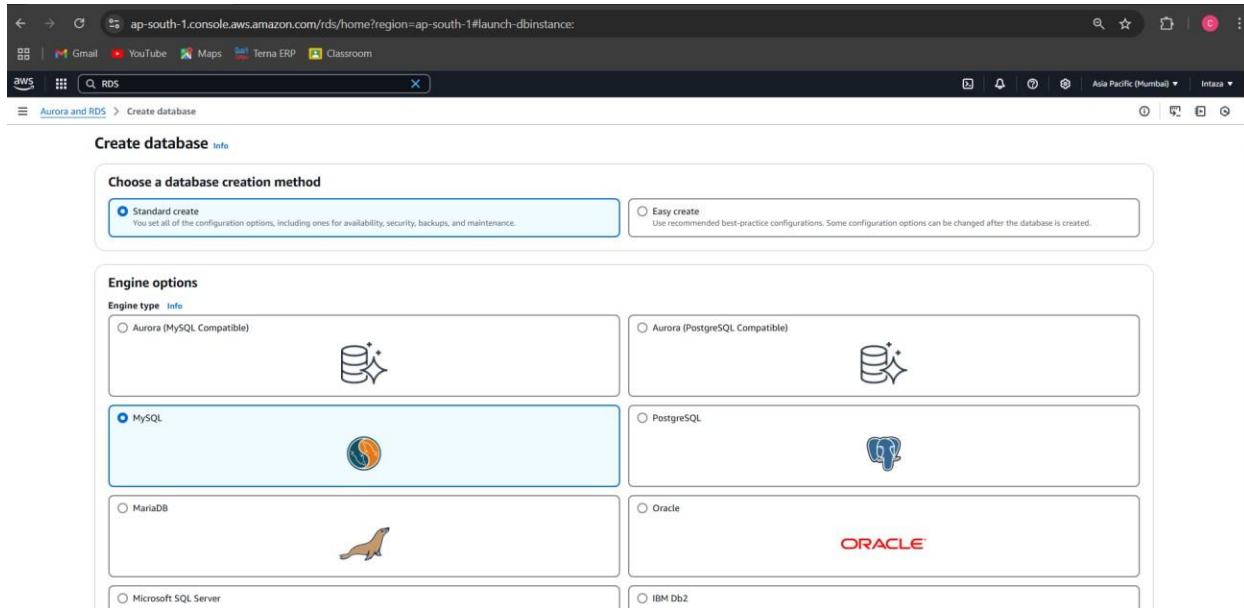 ap-south-1.console.aws.amazon.com/rds/home?region=ap-south-1#launch-dbinstance:
C
Gmail YouTube Maps Terna ERP Classroom
aws RDS Asia Pacific (Mumbai) Intaza
Aurora and RDS > Create database
Create database Info
Choose a database creation method
Standard create
You set all of the configuration options, including ones for availability, security, backups, and maintenance.
Easy create
Use recommended best-practice configurations. Some configuration options can be changed after the database is created.
Engine options
Engine type Info
Aurora (MySQL Compatible)
Aurora (PostgreSQL Compatible)
MySQL
PostgreSQL
MariaDB
Oracle
ORACLE
Microsoft SQL Server
IBM Db2